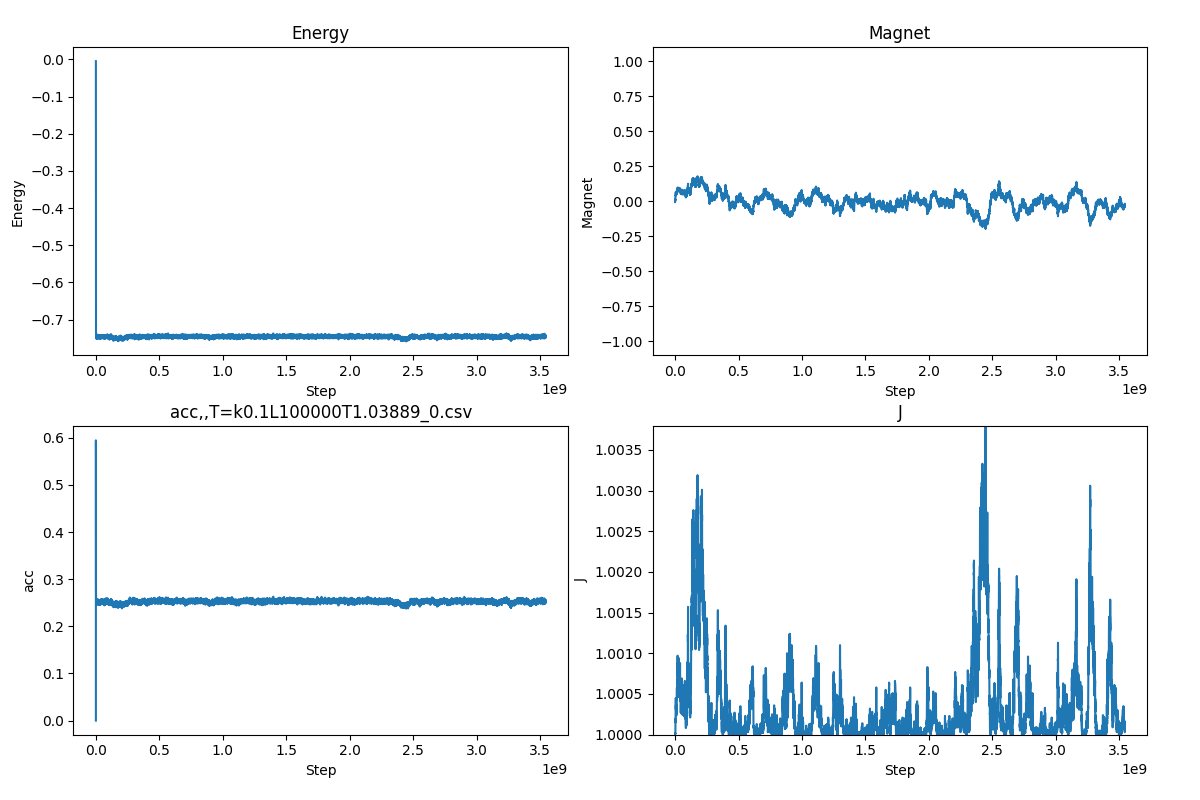 Energy
Energy
0.0
−0.1
−0.2
−0.3
−0.4
−0.5
−0.6
−0.7
0.0 0.5 1.0 1.5 2.0 2.5 3.0 3.5
1e9
Step
Magnet
Magnet
1.00
0.75
0.50
0.25
0.00
−0.25
−0.50
−0.75
−1.00
0.0 0.5 1.0 1.5 2.0 2.5 3.0 3.5
1e9
Step
acc,,T=k0.1L100000T1.03889_0.csv
acc
0.6
0.5
0.4
0.3
0.2
0.1
0.0
0.0 0.5 1.0 1.5 2.0 2.5 3.0 3.5
1e9
Step
J
J
1.0035
1.0030
1.0025
1.0020
1.0015
1.0010
1.0005
1.0000
0.0 0.5 1.0 1.5 2.0 2.5 3.0 3.5
1e9
Step